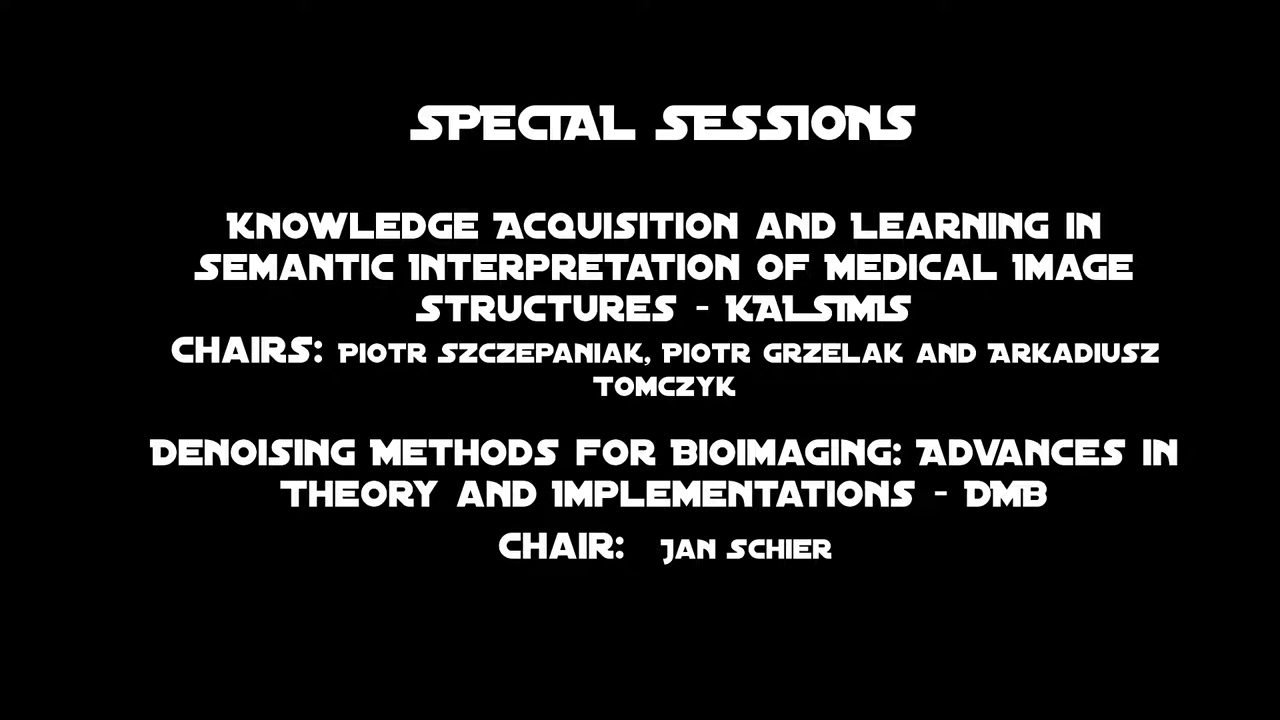 Special Sessions
Knowledge Acquisition and Learning in
Semantic Interpretation of Medical Image
Structures - KALSIMIS
CHAIRS: Piotr Szczepaniak, Piotr Grzelak and Arkadiusz
Tomczyk
Denoising Methods for Bioimaging: Advances in
Theory and Implementations - DMB
CHAIR: Jan Schier